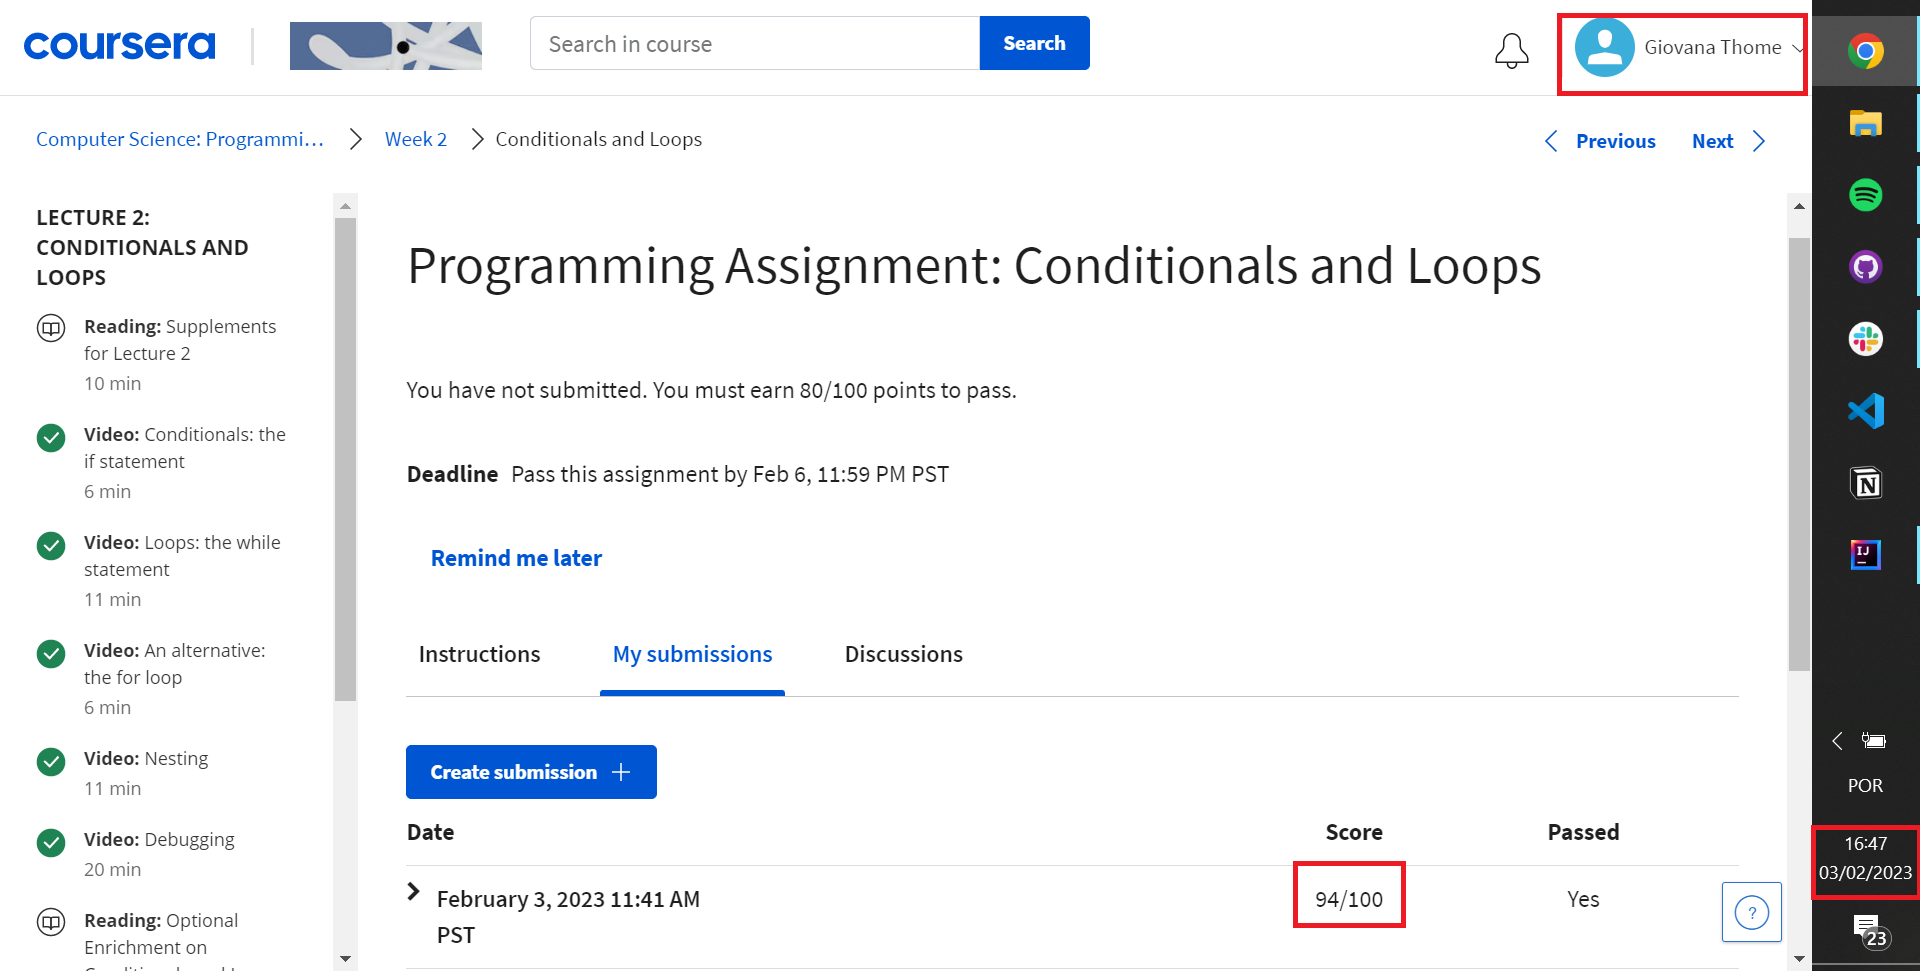 coursera
Search in course
Search
Giovana Thome
Computer Science: Programmi...
Week 2
Conditionals and Loops
Previous
Next
LECTURE 2:
CONDITIONALS AND
LOOPS
Reading: Supplements
for Lecture 2
10 min
Video: Conditionals: the
if statement
6 min
Video: Loops: the while
statement
11 min
Video: An alternative:
the for loop
6 min
Video: Nesting
11 min
Video: Debugging
20 min
Reading: Optional
Enrichment on
Programming Assignment: Conditionals and Loops
You have not submitted. You must earn 80/100 points to pass.
Deadline Pass this assignment by Feb 6, 11:59 PM PST
Remind me later
Instructions
My submissions
Discussions
Create submission
Date
Score
Passed
February 3, 2023 11:41 AM
PST
94/100
Yes
?
N
IJ
POR
16:47
03/02/2023
23